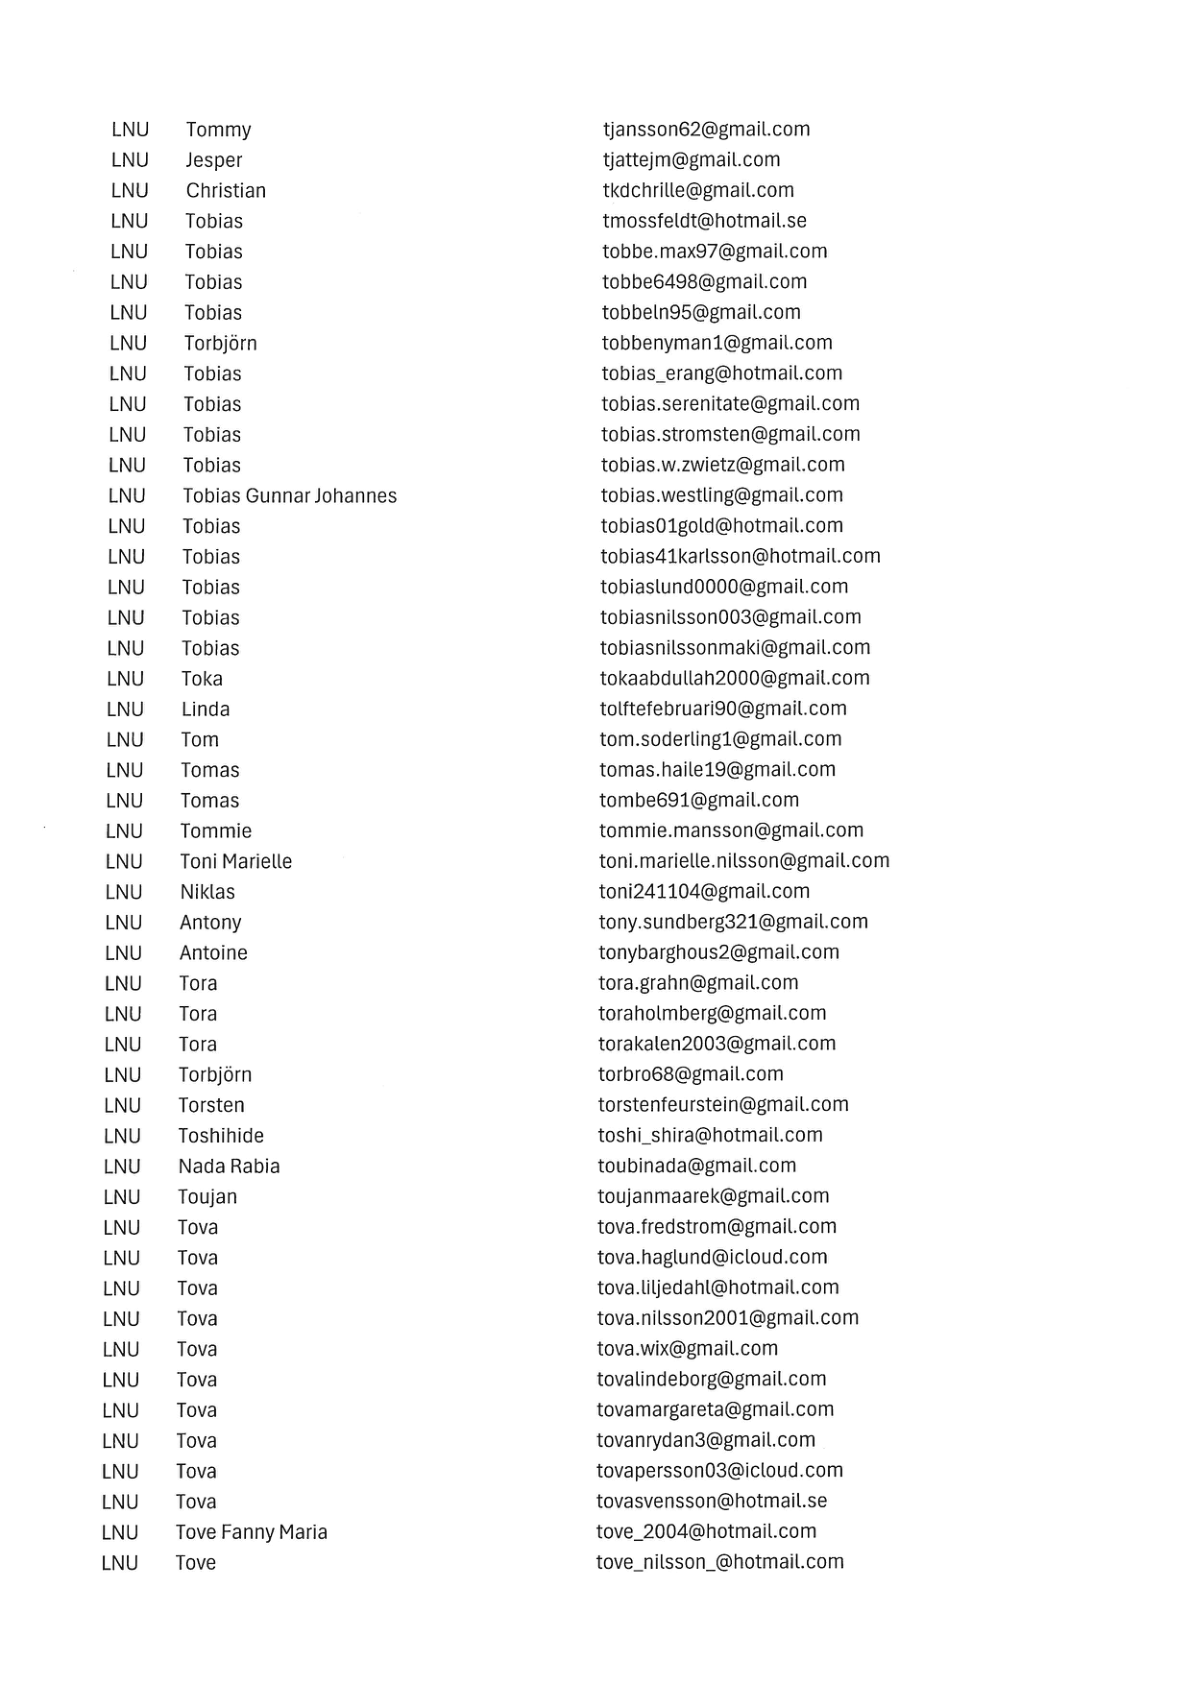 LNU Tommy tjansson62@gmail.com
LNU Jesper tjattejm@gmail.com
LNU Christian tkdchrille@gmail.com
LNU Tobias tmossfeldt@hotmail.se
LNU Tobias tobbe.max97@gmail.com
LNU Tobias tobbe6498@gmail.com
LNU Tobias tobbeln95@gmail.com
LNU Torbjörn tobbenyman1@gmail.com
LNU Tobias tobias_erang@hotmail.com
LNU Tobias tobias.serenitate@gmail.com
LNU Tobias tobias.stromsten@gmail.com
LNU Tobias tobias.w.zwietz@gmail.com
LNU Tobias Gunnar Johannes tobias.westling@gmail.com
LNU Tobias tobias01gold@hotmail.com
LNU Tobias tobias41karlsson@hotmail.com
LNU Tobias tobiaslund0000@gmail.com
LNU Tobias tobiasnilsson003@gmail.com
LNU Tobias tobiasnilssonmaki@gmail.com
LNU Toka tokaabdullah2000@gmail.com
LNU Linda tolftefebruari90@gmail.com
LNU Tom tom.soderling1@gmail.com
LNU Tomas tomas.haile19@gmail.com
LNU Tomas tombe691@gmail.com
LNU Tommie tommie.mansson@gmail.com
LNU Toni Marielle toni.marielle.nilsson@gmail.com
LNU Niklas toni241104@gmail.com
LNU Antony tony.sundberg321@gmail.com
LNU Antoine tonybarghous2@gmail.com
LNU Tora tora.grahn@gmail.com
LNU Tora toraholmberg@gmail.com
LNU Tora torakalen2003@gmail.com
LNU Torbjörn torbro68@gmail.com
LNU Torsten torstenfeurstein@gmail.com
LNU Toshihide toshi_shira@hotmail.com
LNU Nada Rabia toubinada@gmail.com
LNU Toujan toujanmaarek@gmail.com
LNU Tova tova.fredstrom@gmail.com
LNU Tova tova.haglund@icloud.com
LNU Tova tova.liljedahl@hotmail.com
LNU Tova tova.nilsson2001@gmail.com
LNU Tova tova.wix@gmail.com
LNU Tova tovalindeborg@gmail.com
LNU Tova tovamargareta@gmail.com
LNU Tova tovanrydan3@gmail.com
LNU Tova tovapersson03@icloud.com
LNU Tova tovasvensson@hotmail.se
LNU Tove Fanny Maria tove_2004@hotmail.com
LNU Tove tove_nilsson_@hotmail.com